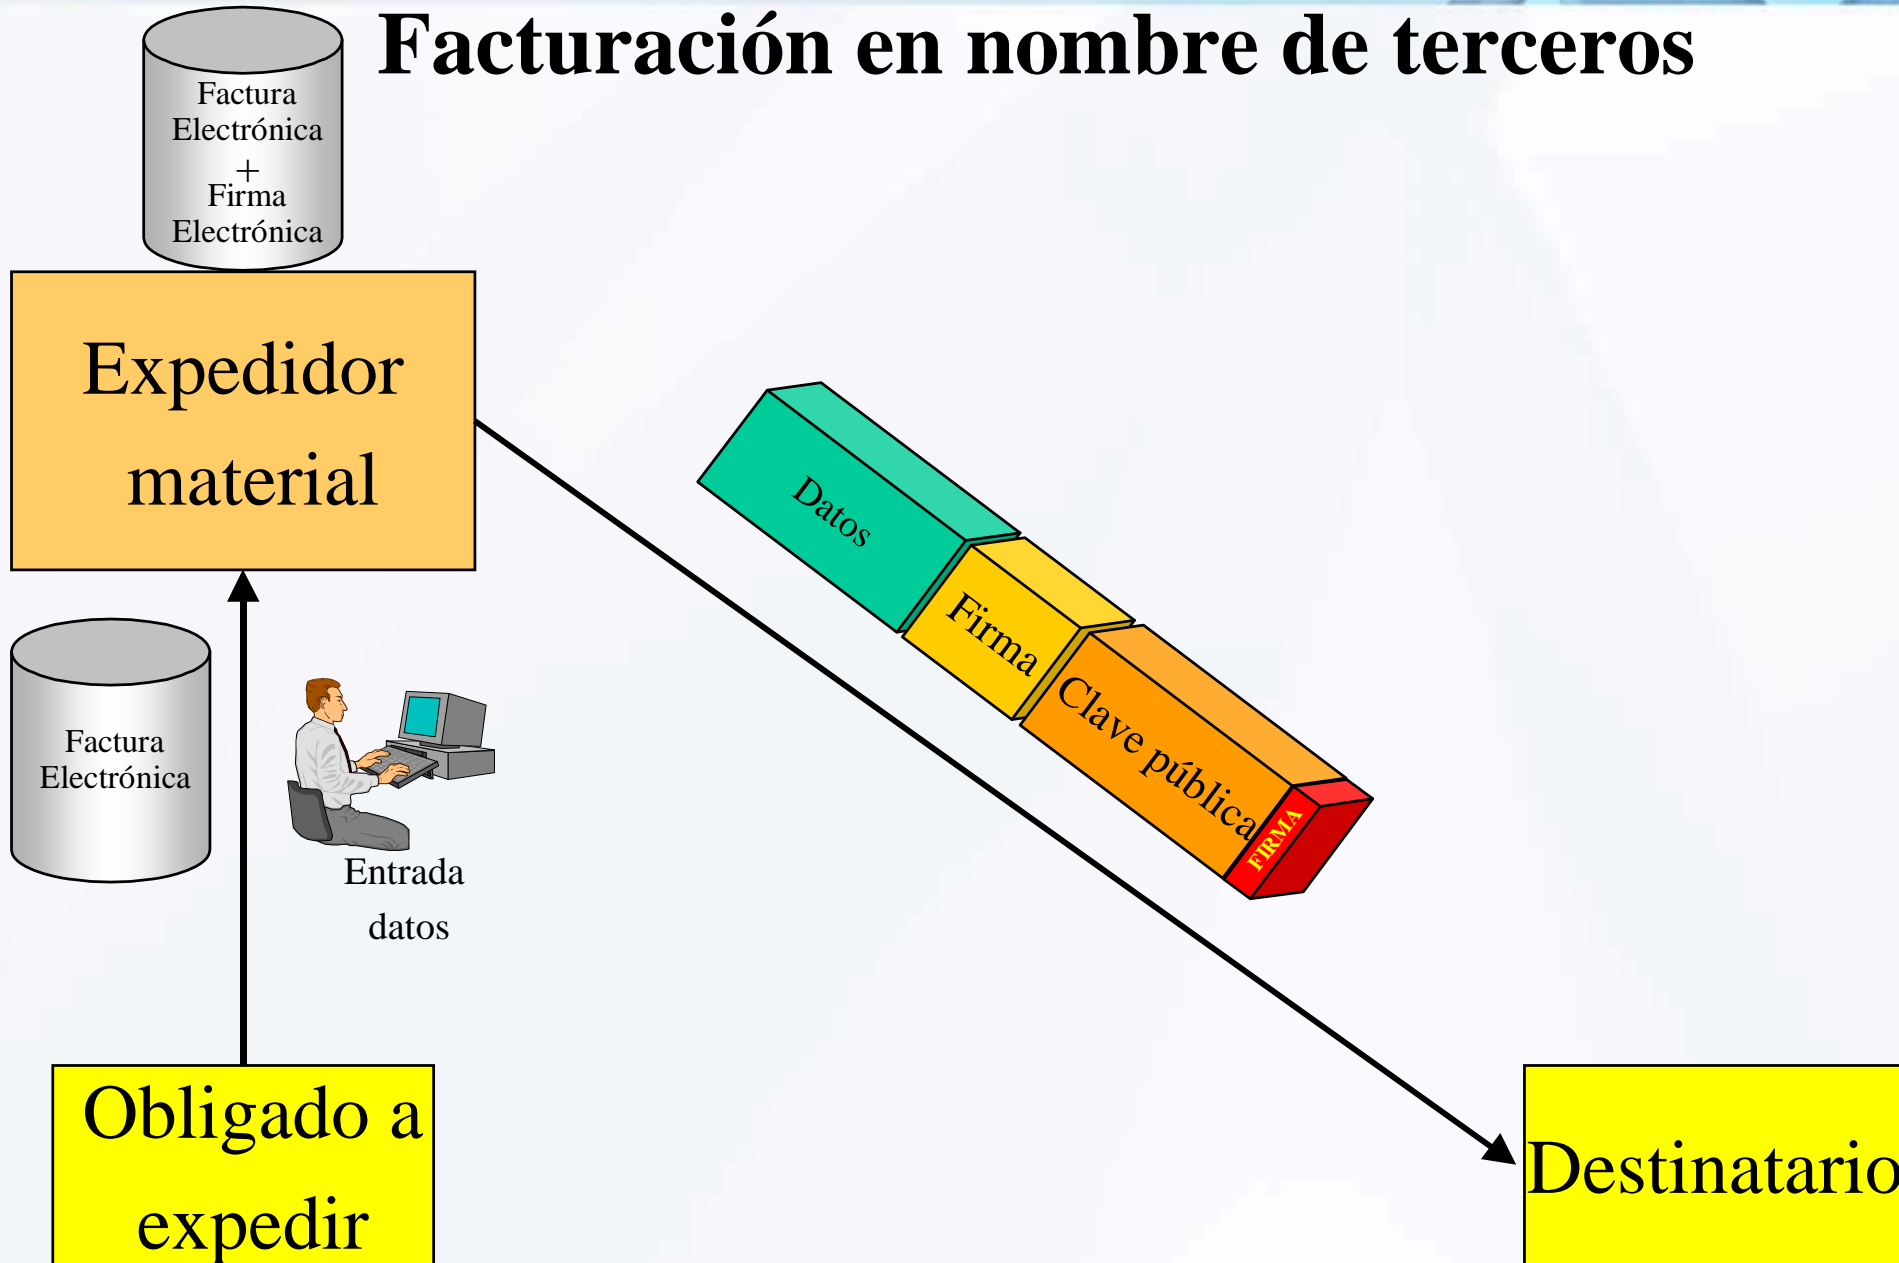 Facturación en nombre de terceros
Factura
Electrónica
+
Firma
Electrónica
Expedidor
material
Datos
Firma
Clave pública
FIRMA
Factura
Electrónica
Entrada
datos
Obligado a
expedir
Destinatario